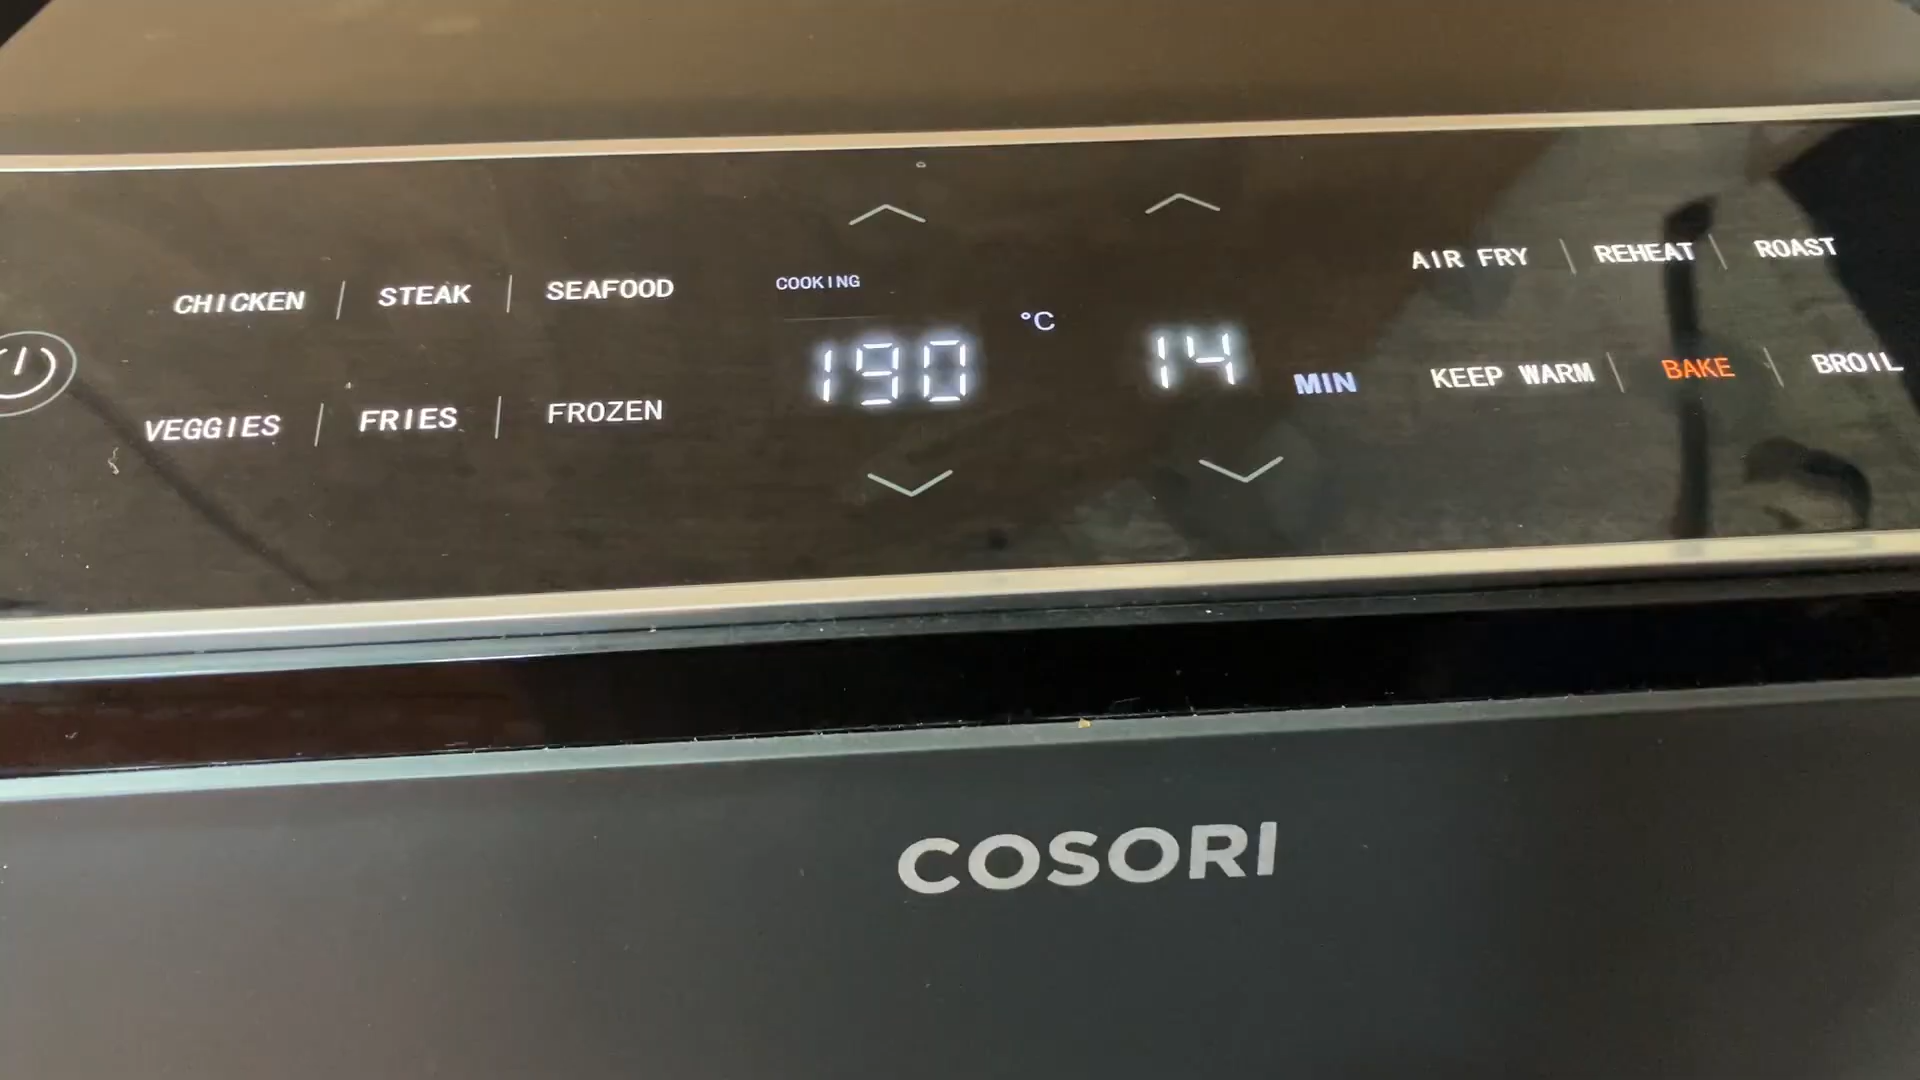 CHICKEN | STEAK | SEAFOOD
VEGGIES | FRIES | FROZEN
COOKING
190 °C
14 MIN
AIR FRY | REHEAT | ROAST
KEEP WARM | BAKE | BROIL
COSORI